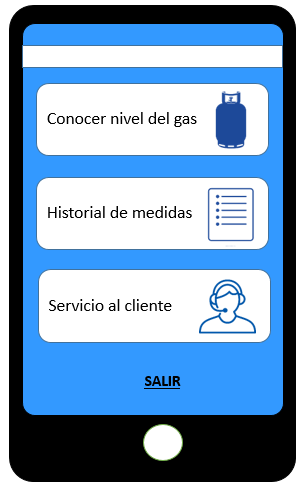 Conocer nivel del gas
Historial de medidas
Servicio al cliente
SALIR